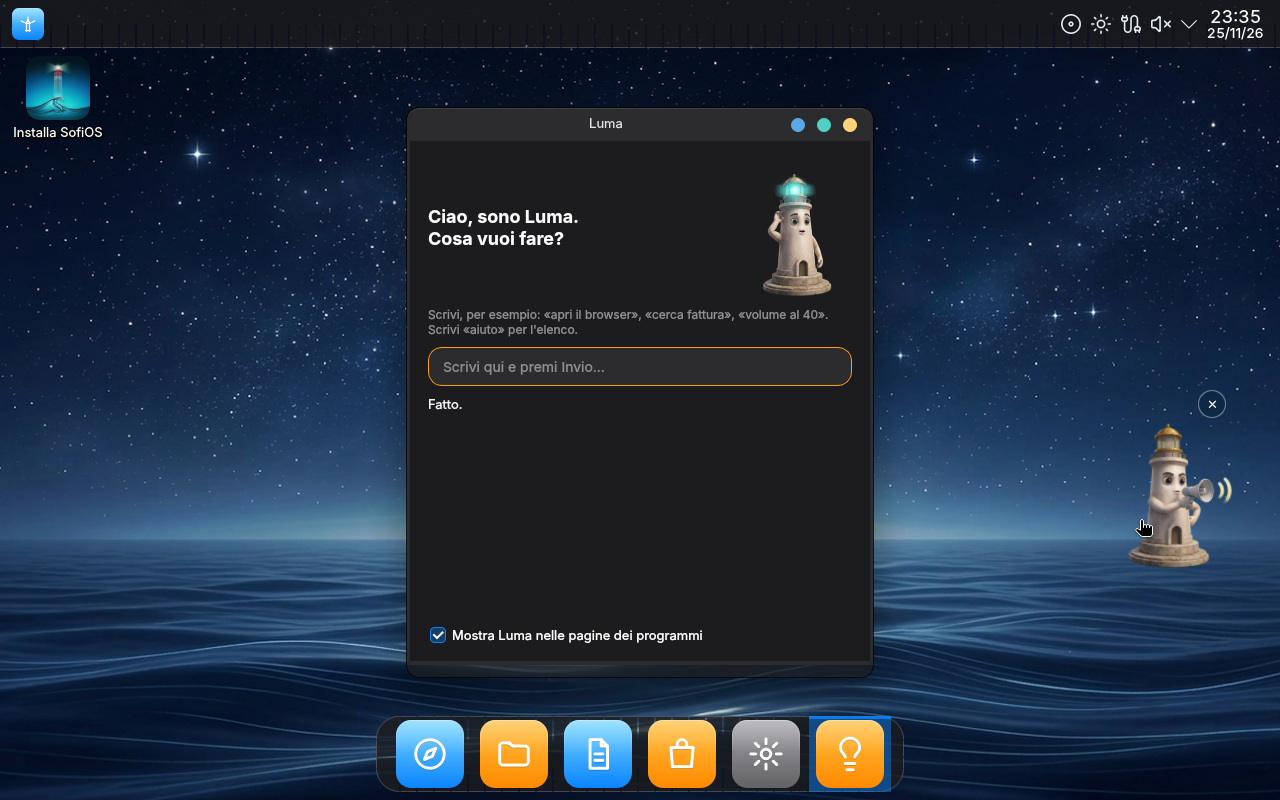 23:35
25/11/26
Installa SofiOS
Luma
Ciao, sono Luma.
Cosa vuoi fare?
Scrivi, per esempio: «apri il browser», «cerca fattura», «volume al 40».
Scrivi «aiuto» per l'elenco.
Scrivi qui e premi Invio...
Fatto.
Mostra Luma nelle pagine dei programmi